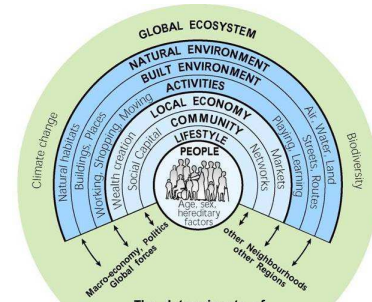 GLOBAL ECOSYSTEM
NATURAL ENVIRONMENT
BUILT ENVIRONMENT
ACTIVITIES
LOCAL ECONOMY
COMMUNITY
LIFESTYLE
PEOPLE
Age, sex,
hereditary
factors
Climate change
Natural habitats
Buildings, Places
Working, Shopping, Moving
Wealth creation
Social Capital
Networks
Markets
Playing, Learning
Streets, Routes
Air, Water, Land
Biodiversity
Macro-economy, Politics
Global forces
other Neighbourhoods
other Regions